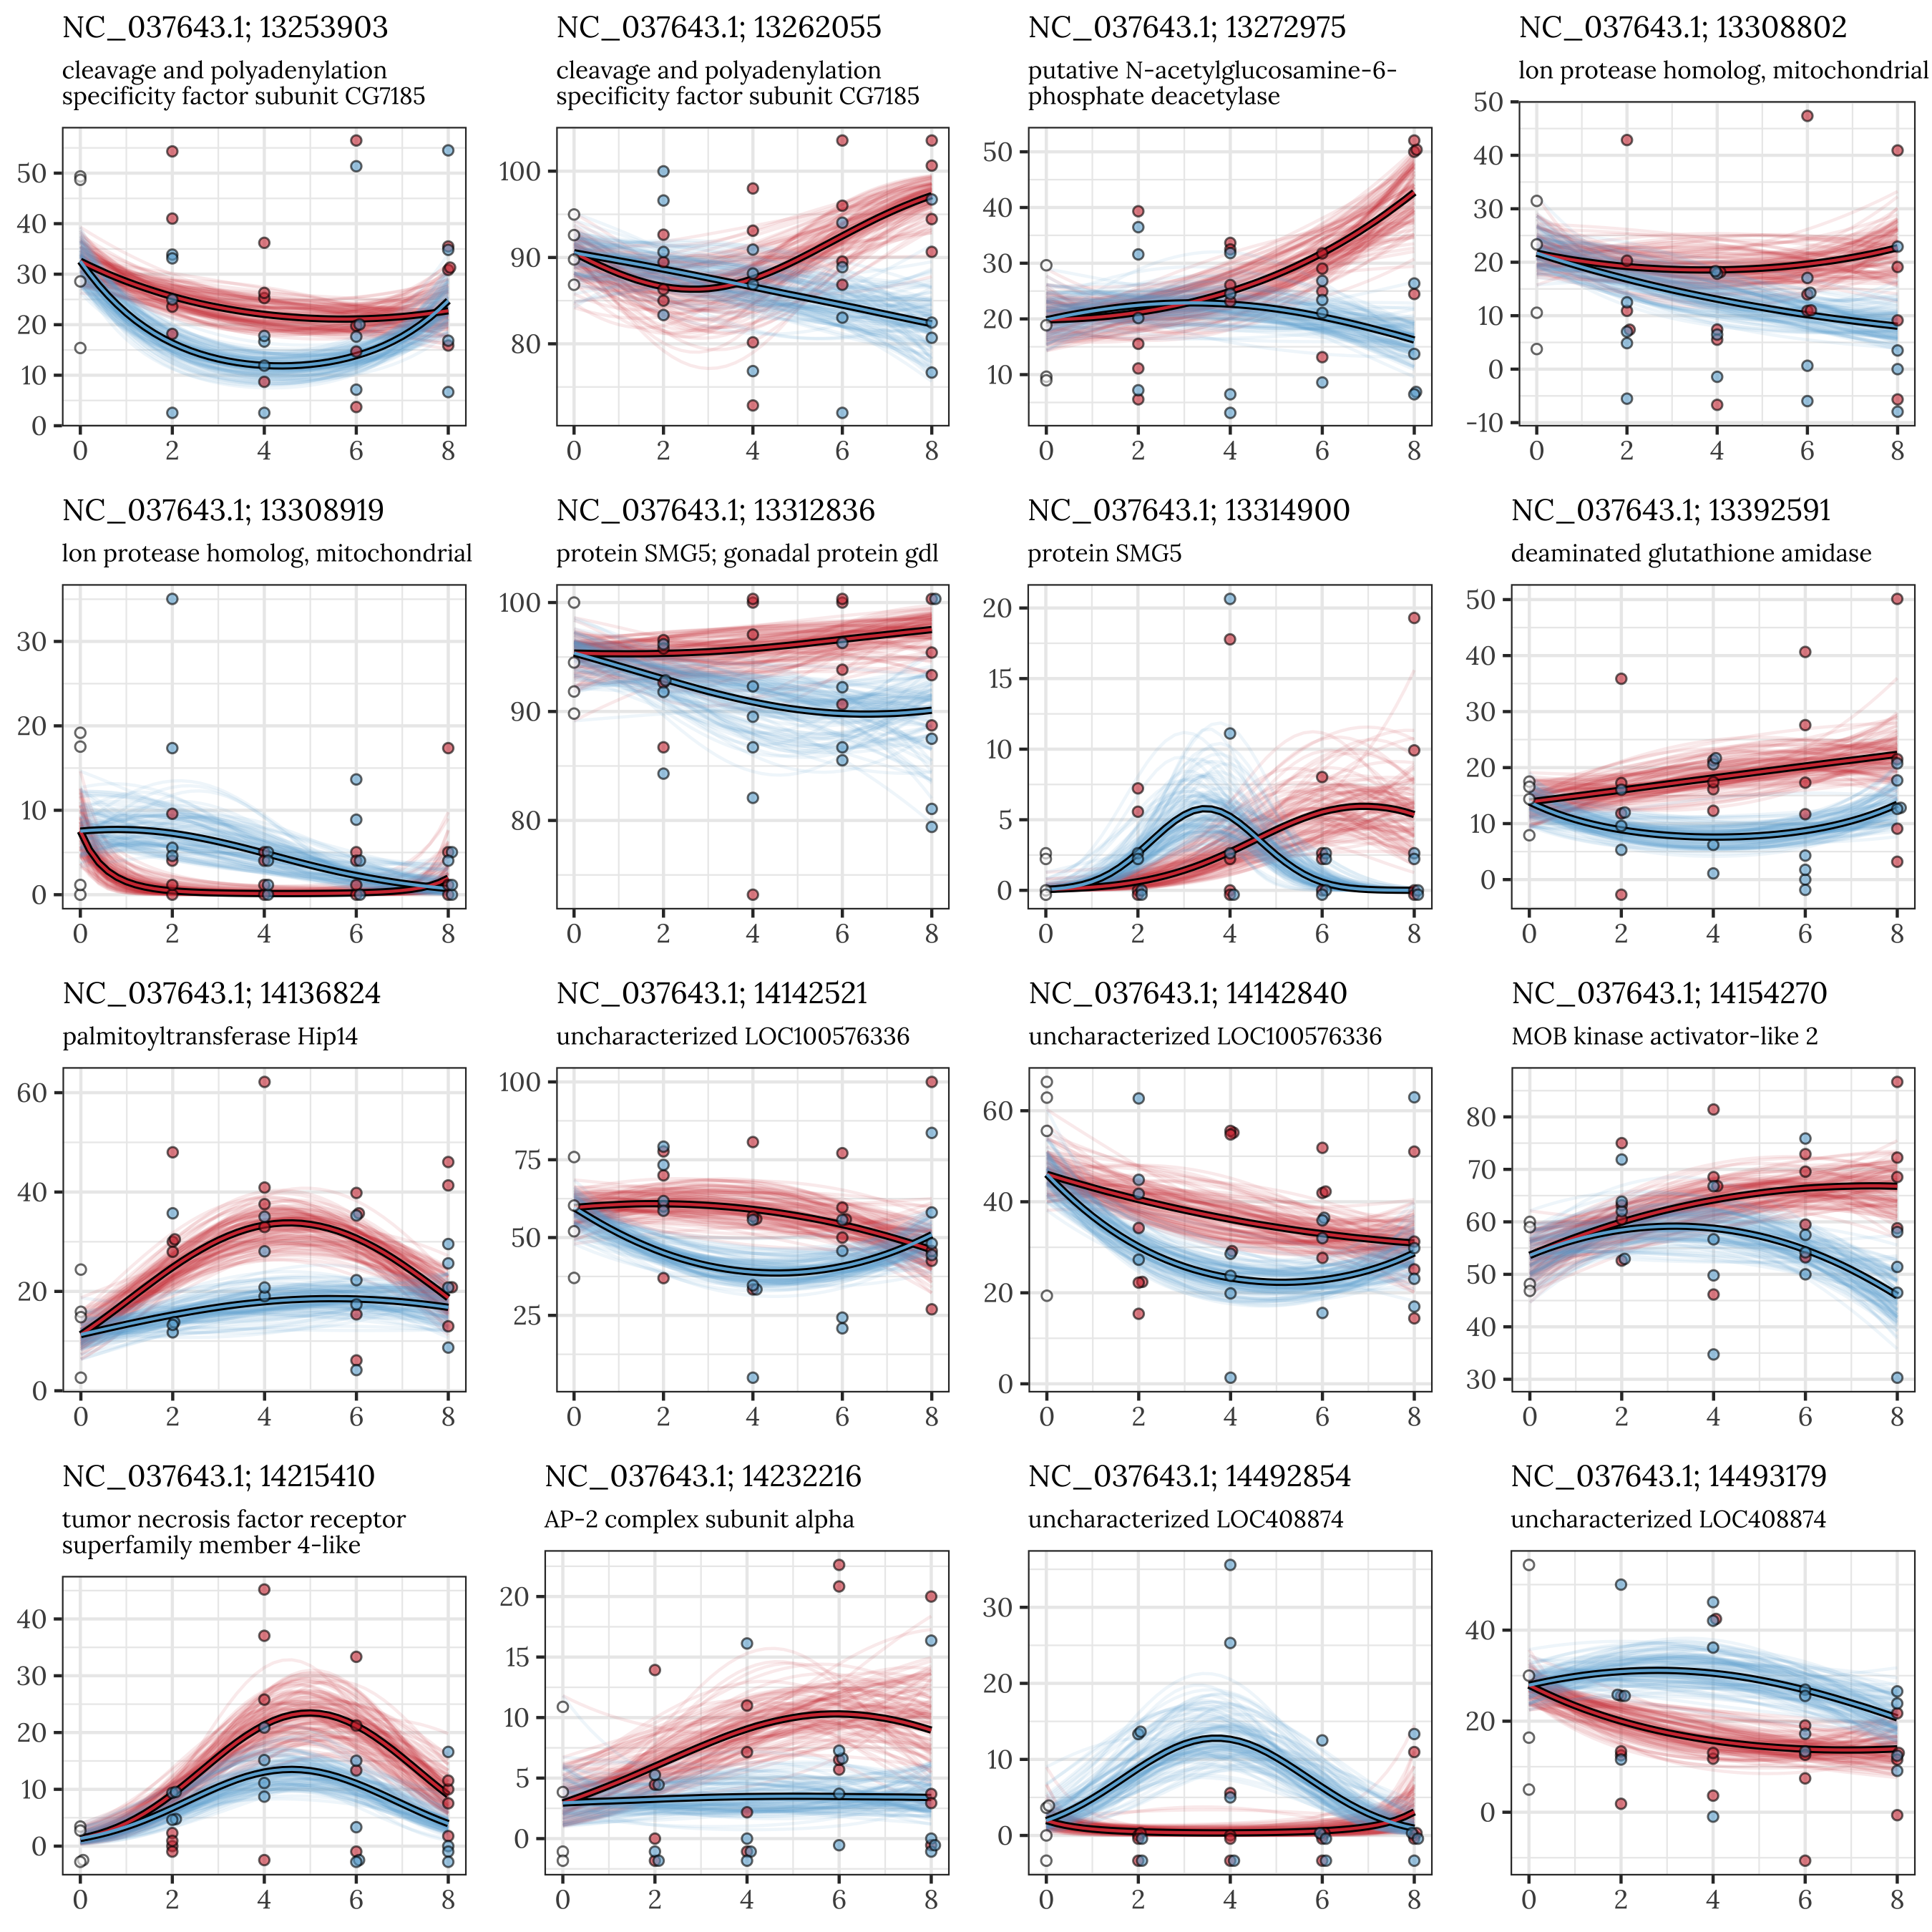 NC_037643.1; 13253903
cleavage and polyadenylation
specificity factor subunit CG7185
50
40
30
20
10
0
0 2 4 6 8
NC_037643.1; 13262055
cleavage and polyadenylation
specificity factor subunit CG7185
100
90
80
0 2 4 6 8
NC_037643.1; 13272975
putative N-acetylglucosamine-6-
phosphate deacetylase
50
40
30
20
10
0 2 4 6 8
NC_037643.1; 13308802
lon protease homolog, mitochondrial
50
40
30
20
10
0
-10
0 2 4 6 8
NC_037643.1; 13308919
lon protease homolog, mitochondrial
30
20
10
0
0 2 4 6 8
NC_037643.1; 13312836
protein SMG5; gonadal protein gdl
100
90
80
0 2 4 6 8
NC_037643.1; 13314900
protein SMG5
20
15
10
5
0
0 2 4 6 8
NC_037643.1; 13392591
deaminated glutathione amidase
50
40
30
20
10
0
0 2 4 6 8
NC_037643.1; 14136824
palmitoyltransferase Hip14
60
40
20
0
0 2 4 6 8
NC_037643.1; 14142521
uncharacterized LOC100576336
100
75
50
25
0 2 4 6 8
NC_037643.1; 14142840
uncharacterized LOC100576336
60
40
20
0
0 2 4 6 8
NC_037643.1; 14154270
MOB kinase activator-like 2
80
70
60
50
40
30
0 2 4 6 8
NC_037643.1; 14215410
tumor necrosis factor receptor
superfamily member 4-like
40
30
20
10
0
0 2 4 6 8
NC_037643.1; 14232216
AP-2 complex subunit alpha
20
15
10
5
0
0 2 4 6 8
NC_037643.1; 14492854
uncharacterized LOC408874
30
20
10
0
0 2 4 6 8
NC_037643.1; 14493179
uncharacterized LOC408874
40
20
0
0 2 4 6 8